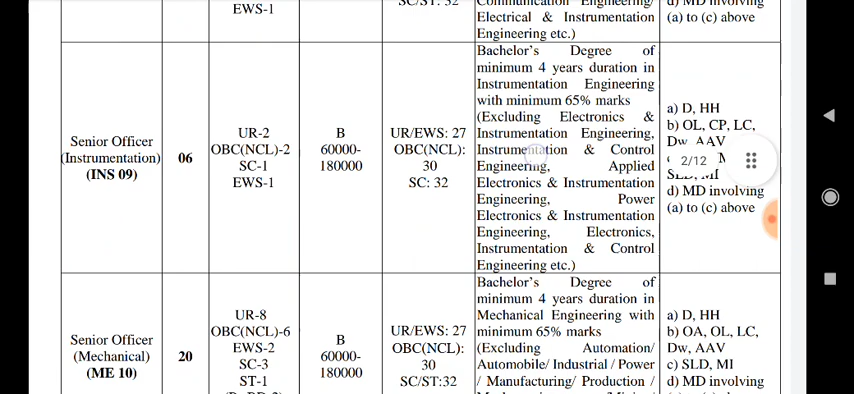 EWS-1
Electrical & Instrumentation
Engineering etc.)
d) MD involving
(a) to (c) above
Senior Officer
(Instrumentation)
(INS 09)
06
UR-2
OBC(NCL)-2
SC-1
EWS-1
B
60000-
180000
UR/EWS: 27
OBC(NCL):
30
SC: 32
Bachelor's Degree of
minimum 4 years duration in
Instrumentation Engineering
with minimum 65% marks
(Excluding Electronics &
Instrumentation Engineering,
Instrumentation & Control
Engineering, Applied
Electronics & Instrumentation
Engineering, Power
Electronics & Instrumentation
Engineering, Electronics,
Instrumentation & Control
Engineering etc.)
a) D, HH
b) OL, CP, LC,
Dw, AAV
2/12
d) MD involving
(a) to (c) above
Senior Officer
(Mechanical)
(ME 10)
20
UR-8
OBC(NCL)-6
EWS-2
SC-3
ST-1
B
60000-
180000
UR/EWS: 27
OBC(NCL):
30
SC/ST:32
Bachelor's Degree of
minimum 4 years duration in
Mechanical Engineering with
minimum 65% marks
(Excluding Automation/
Automobile/ Industrial / Power
/ Manufacturing/ Production /
a) D, HH
b) OA, OL, LC,
Dw, AAV
c) SLD, MI
d) MD involving